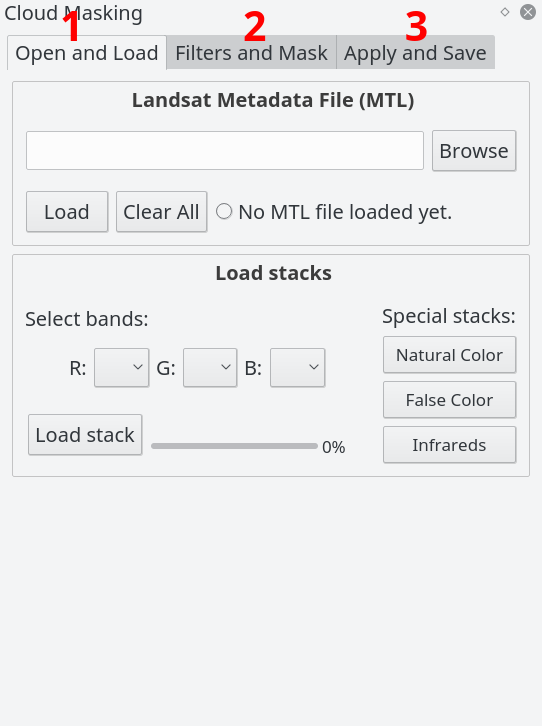 Cloud Masking
1 2 3
Open and Load Filters and Mask Apply and Save
Landsat Metadata File (MTL)
Browse
Load Clear All No MTL file loaded yet.
Load stacks
Select bands:
Special stacks:
R: G: B:
Natural Color
False Color
Load stack 0%
Infrareds